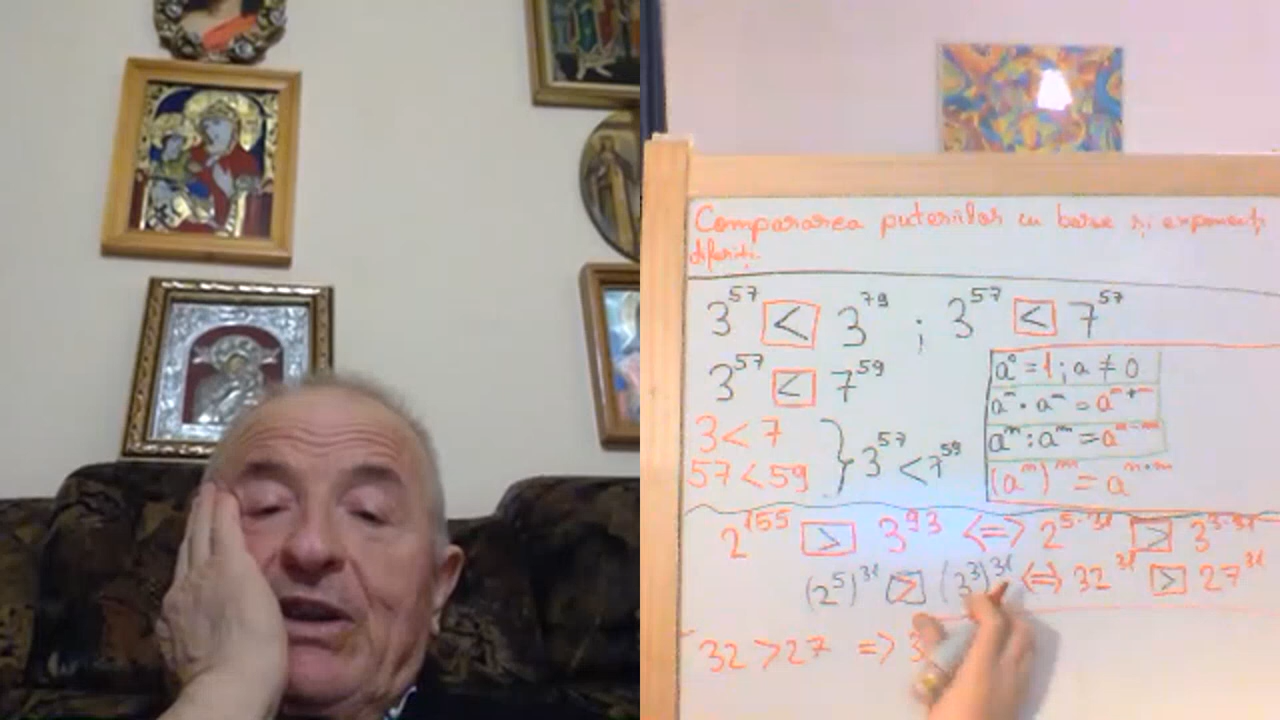 Compararea puterilor cu baze și exponenți
diferiți
3^57 < 3^79 ; 3^57 < 7^57
3^57 < 7^59
3 < 7
57 < 59 } 3^57 < 7^59
a^0 = 1 ; a ≠ 0
a^m : a^n = a^m-n
(a^n)^m = a^n·m
2^155 > 3^93 <=> 2^5·31 > 3^3·31
(2^5)^31 > (3^3)^31 <=> 32^31 > 27^31
32 > 27 => 3